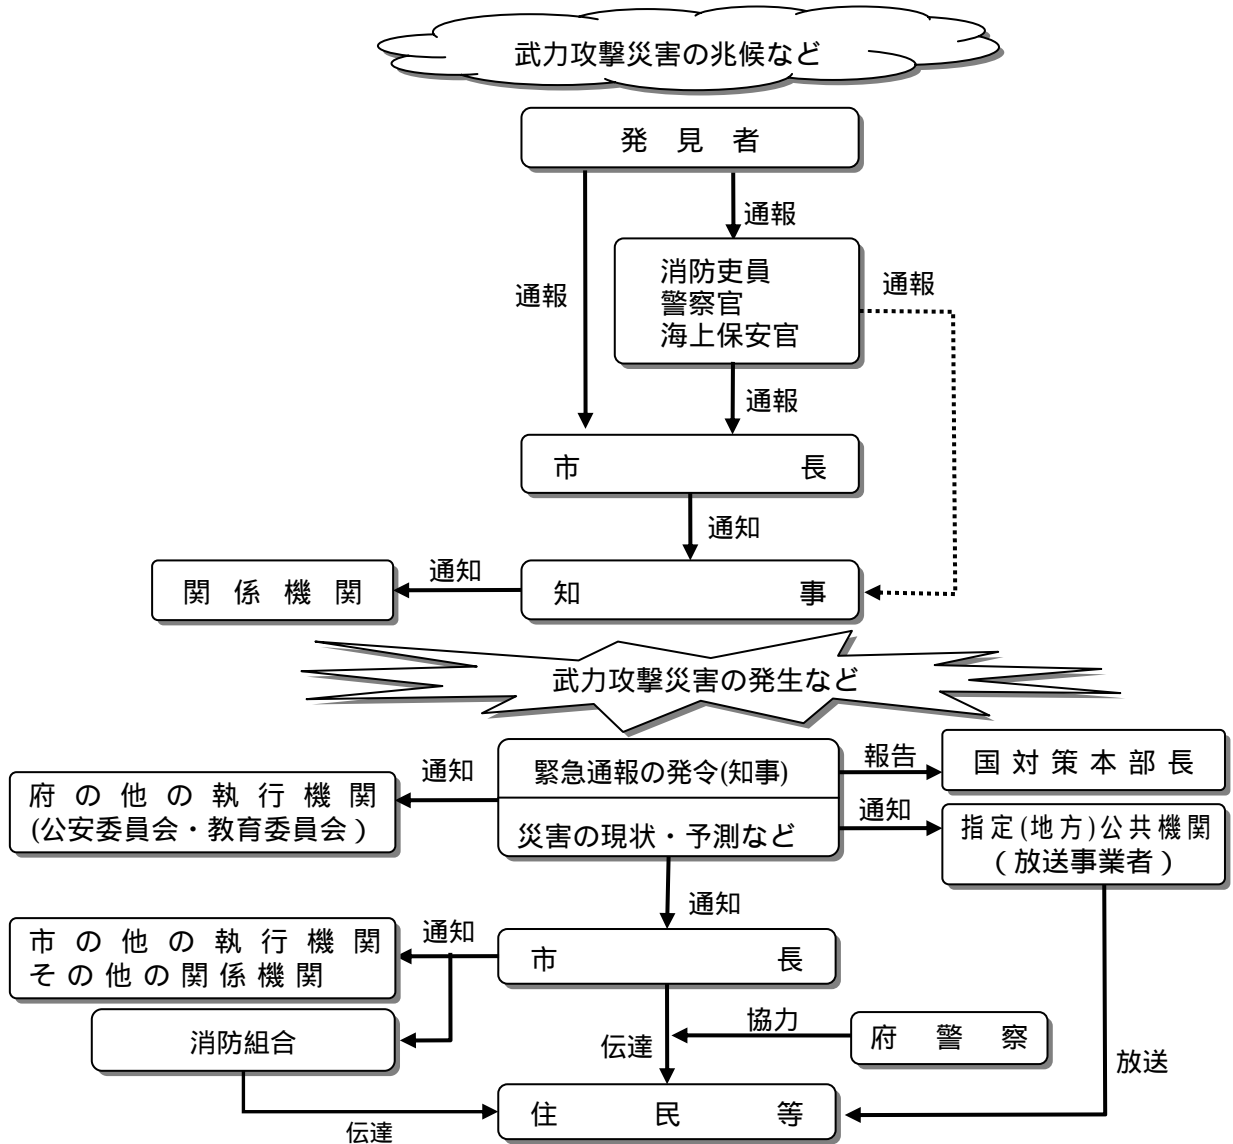 武力攻撃災害の兆候など
発見者
通報
消防吏員
警察官
海上保安官
通報
通報
通報
市長
通知
関係機関
通知
知事
武力攻撃災害の発生など
緊急通報の発令(知事)
災害の現状・予測など
報告
国対策本部長
通知
府の他の執行機関
(公安委員会・教育委員会）
通知
指定(地方)公共機関
（放送事業者）
通知
市の他の執行機関
その他の関係機関
通知
市長
消防組合
協力
府警察
伝達
放送
住民等
伝達